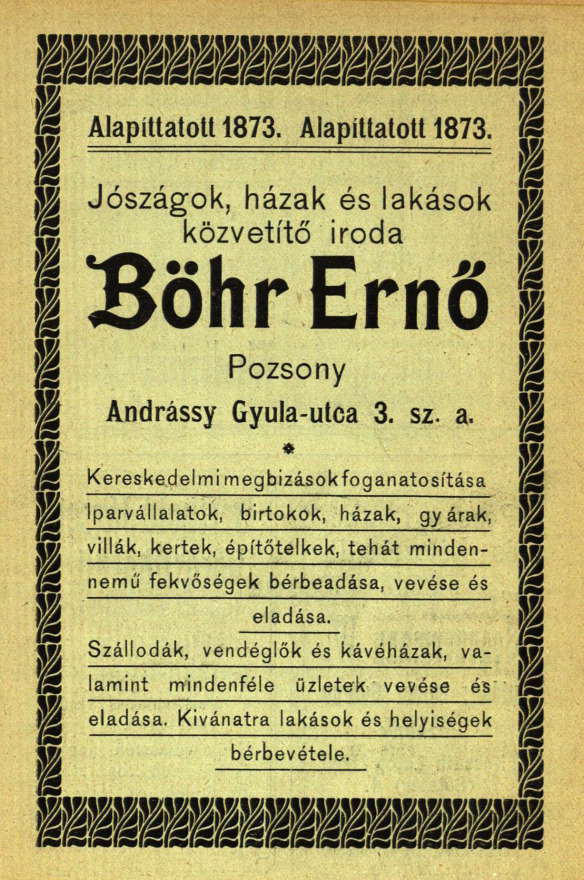 Alapíttatott 1873. Alapíttatott 1873.
Jószágok, házak és lakások
közvetítő iroda
Böhr Ernő
Pozsony
Andrássy Gyula-utca 3. sz. a.
Kereskedelmi megbizások foganatosítása
Iparvállalatok, birtokok, házak, gyárak,
villák, kertek, építőtelkek, tehát minden-
nemű fekvőségek bérbeadása, vevése és
eladása.
Szállodák, vendéglők és kávéházak, va-
lamint mindenféle üzletek vevése és
eladása. Kivánatra lakások és helyiségek
bérbevétele.